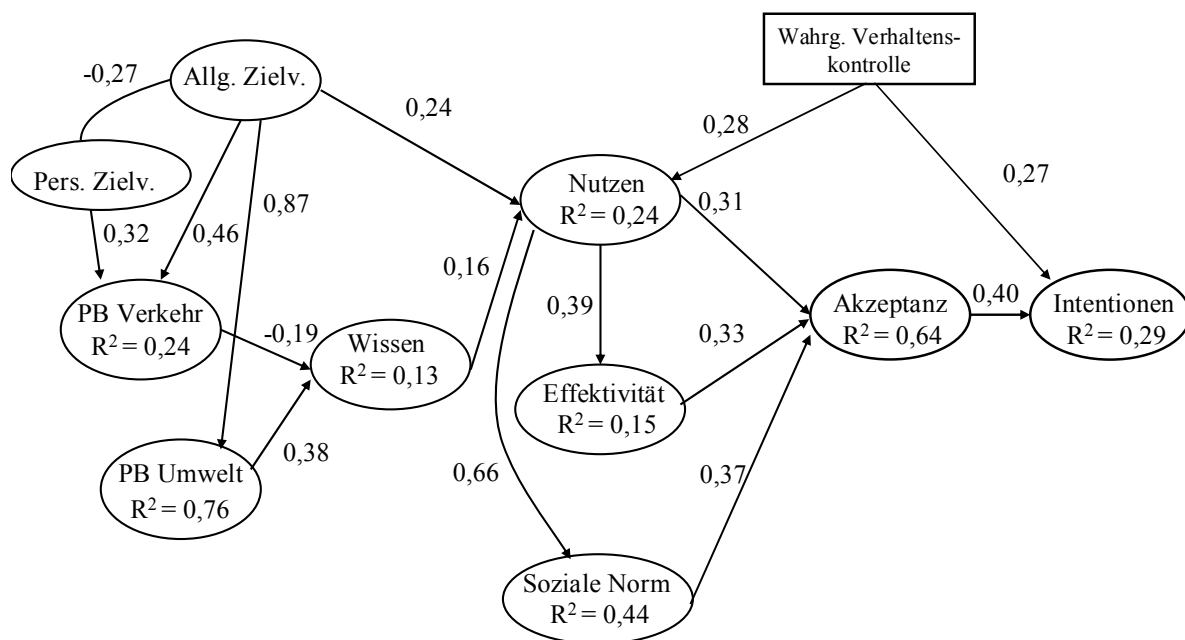 Wahrg. Verhaltens-
kontrolle
-0,27
Allg. Zielv.
0,24
0,28
Pers. Zielv.
0,87
Nutzen
R² = 0,24
0,27
0,32
0,46
0,31
0,16
PB Verkehr
R² = 0,24
-0,19
Wissen
R² = 0,13
0,39
0,33
Akzeptanz
R² = 0,64
0,40
Intentionen
R² = 0,29
Effektivität
R² = 0,15
0,38
PB Umwelt
R² = 0,76
0,66
0,37
Soziale Norm
R² = 0,44